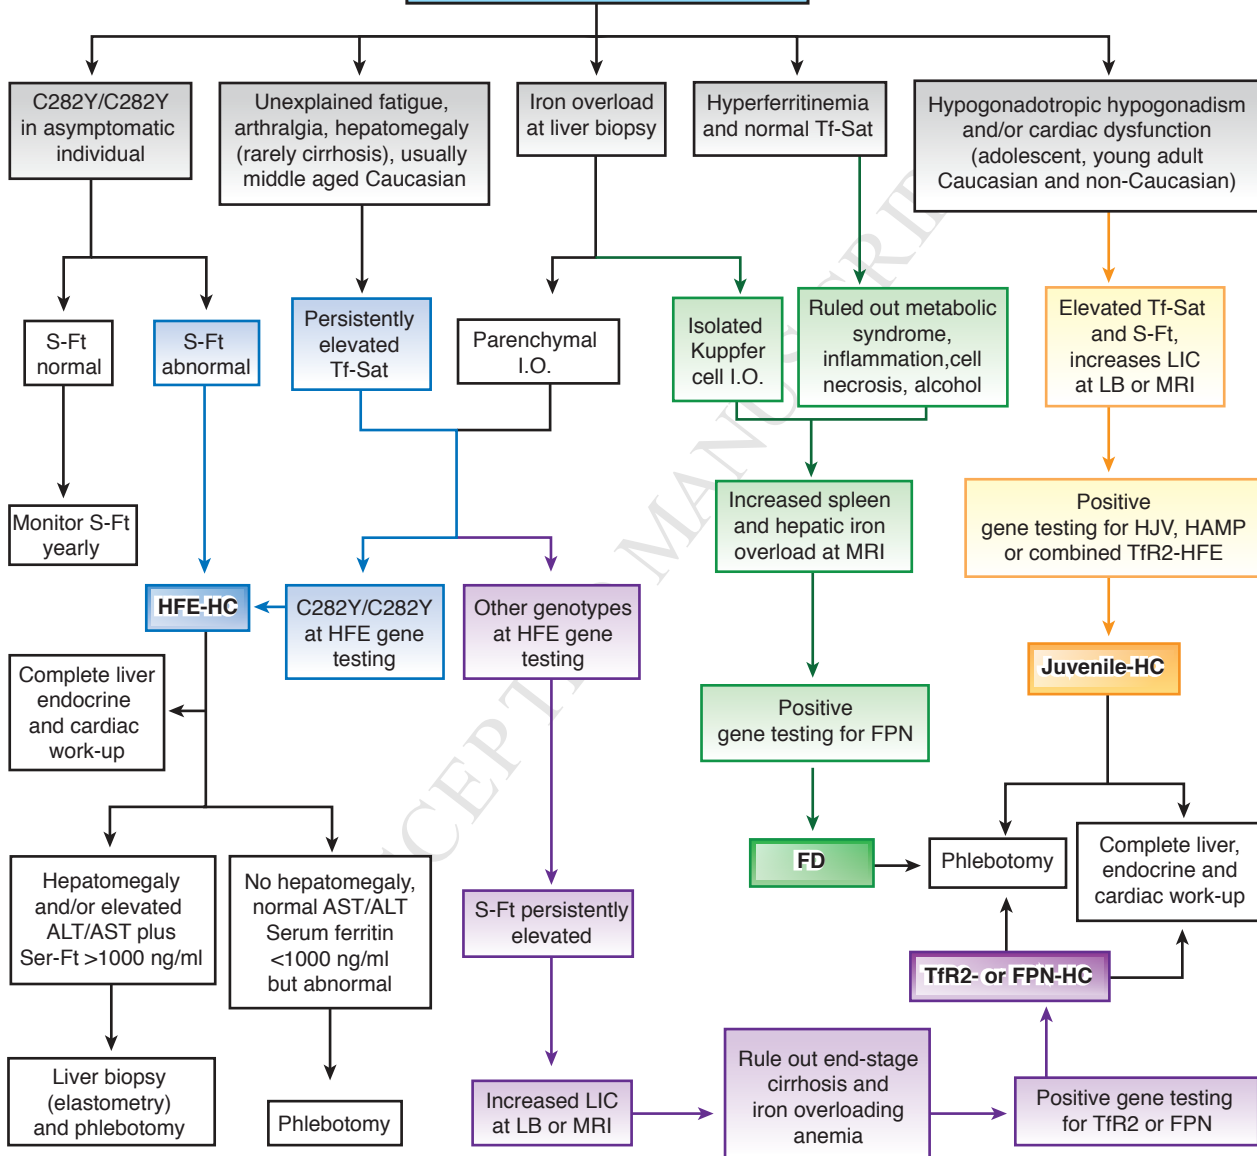 C282Y/C282Y
in asymptomatic
individual
Unexplained fatigue,
arthralgia, hepatomegaly
(rarely cirrhosis), usually
middle aged Caucasian
Iron overload
at liver biopsy
Hyperferritinemia
and normal Tf-Sat
Hypogonadotropic hypogonadism
and/or cardiac dysfunction
(adolescent, young adult
Caucasian and non-Caucasian)
S-Ft
normal
S-Ft
abnormal
Persistently
elevated
Tf-Sat
Parenchymal
I.O.
Isolated
Kuppfer
cell I.O.
Ruled out metabolic
syndrome,
inflammation,cell
necrosis, alcohol
Elevated Tf-Sat
and S-Ft,
increases LIC
at LB or MRI
Monitor S-Ft
yearly
Increased spleen
and hepatic iron
overload at MRI
Positive
gene testing for HJV, HAMP
or combined TfR2-HFE
HFE-HC
C282Y/C282Y
at HFE gene
testing
Other genotypes
at HFE gene
testing
Juvenile-HC
Complete liver
endocrine
and cardiac
work-up
Positive
gene testing for FPN
Hepatomegaly
and/or elevated
ALT/AST plus
Ser-Ft >1000 ng/ml
No hepatomegaly,
normal AST/ALT
Serum ferritin
<1000 ng/ml
but abnormal
FD
Phlebotomy
Complete liver,
endocrine and
cardiac work-up
S-Ft persistently
elevated
TfR2- or FPN-HC
Liver biopsy
(elastometry)
and phlebotomy
Phlebotomy
Increased LIC
at LB or MRI
Rule out end-stage
cirrhosis and
iron overloading
anemia
Positive gene testing
for TfR2 or FPN